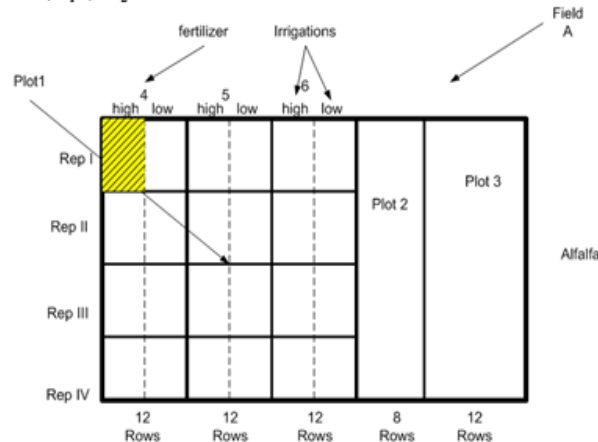 Field
A
fertilizer
Irrigations
Plot1
4
5
6
high low
high low
high low
Rep I
Plot 2
Plot 3
Rep II
Alfalfa
Rep III
Rep IV
12
Rows
12
Rows
12
Rows
8
Rows
12
Rows